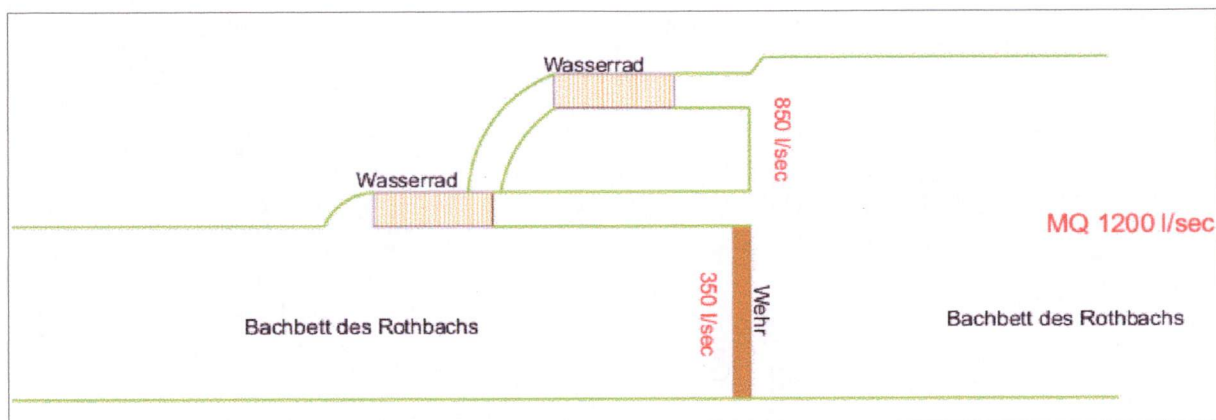 Wasserrad
850 l/sec
Wasserrad
MQ 1200 l/sec
350 l/sec
Wehr
Bachbett des Rothbachs
Bachbett des Rothbachs